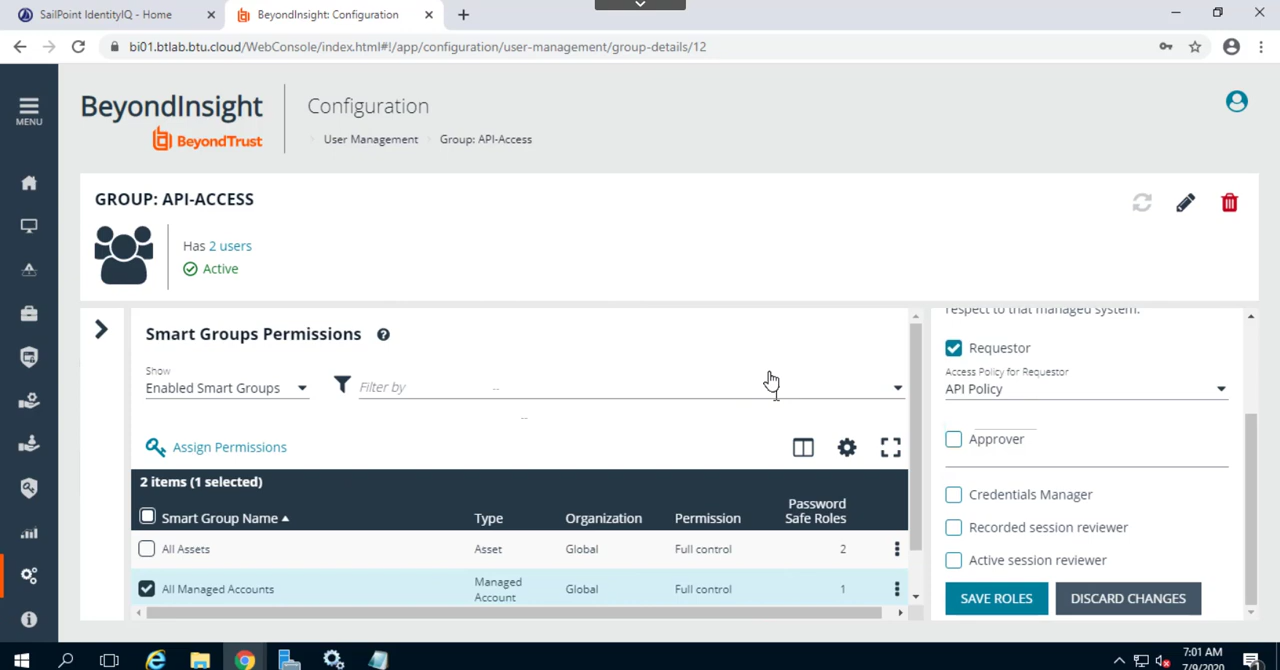 SailPoint IdentityIQ - Home
BeyondInsight: Configuration
bi01.btlab.btu.cloud/WebConsole/index.html#!/app/configuration/user-management/group-details/12
MENU
BeyondInsight
BeyondTrust
Configuration
User Management
Group: API-Access
GROUP: API-ACCESS
Has 2 users
Active
Smart Groups Permissions
Show
Enabled Smart Groups
Filter by
--
--
Assign Permissions
2 items (1 selected)
Smart Group Name Type Organization Permission Password Safe Roles
All Assets Asset Global Full control 2
All Managed Accounts Managed Account Global Full control 1
respect to that managed system.
Requestor
Access Policy for Requestor
API Policy
Approver
Credentials Manager
Recorded session reviewer
Active session reviewer
SAVE ROLES
DISCARD CHANGES
7:01 AM
7/9/2020
1